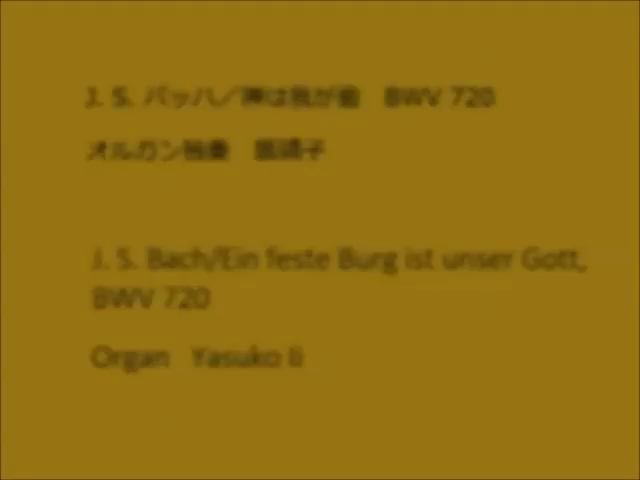 J. S. バッハ／神は我が砦 BWV 720
オルガン独奏 飯靖子
J. S. Bach/Ein feste Burg ist unser Gott,
BWV 720
Organ Yasuko Ii